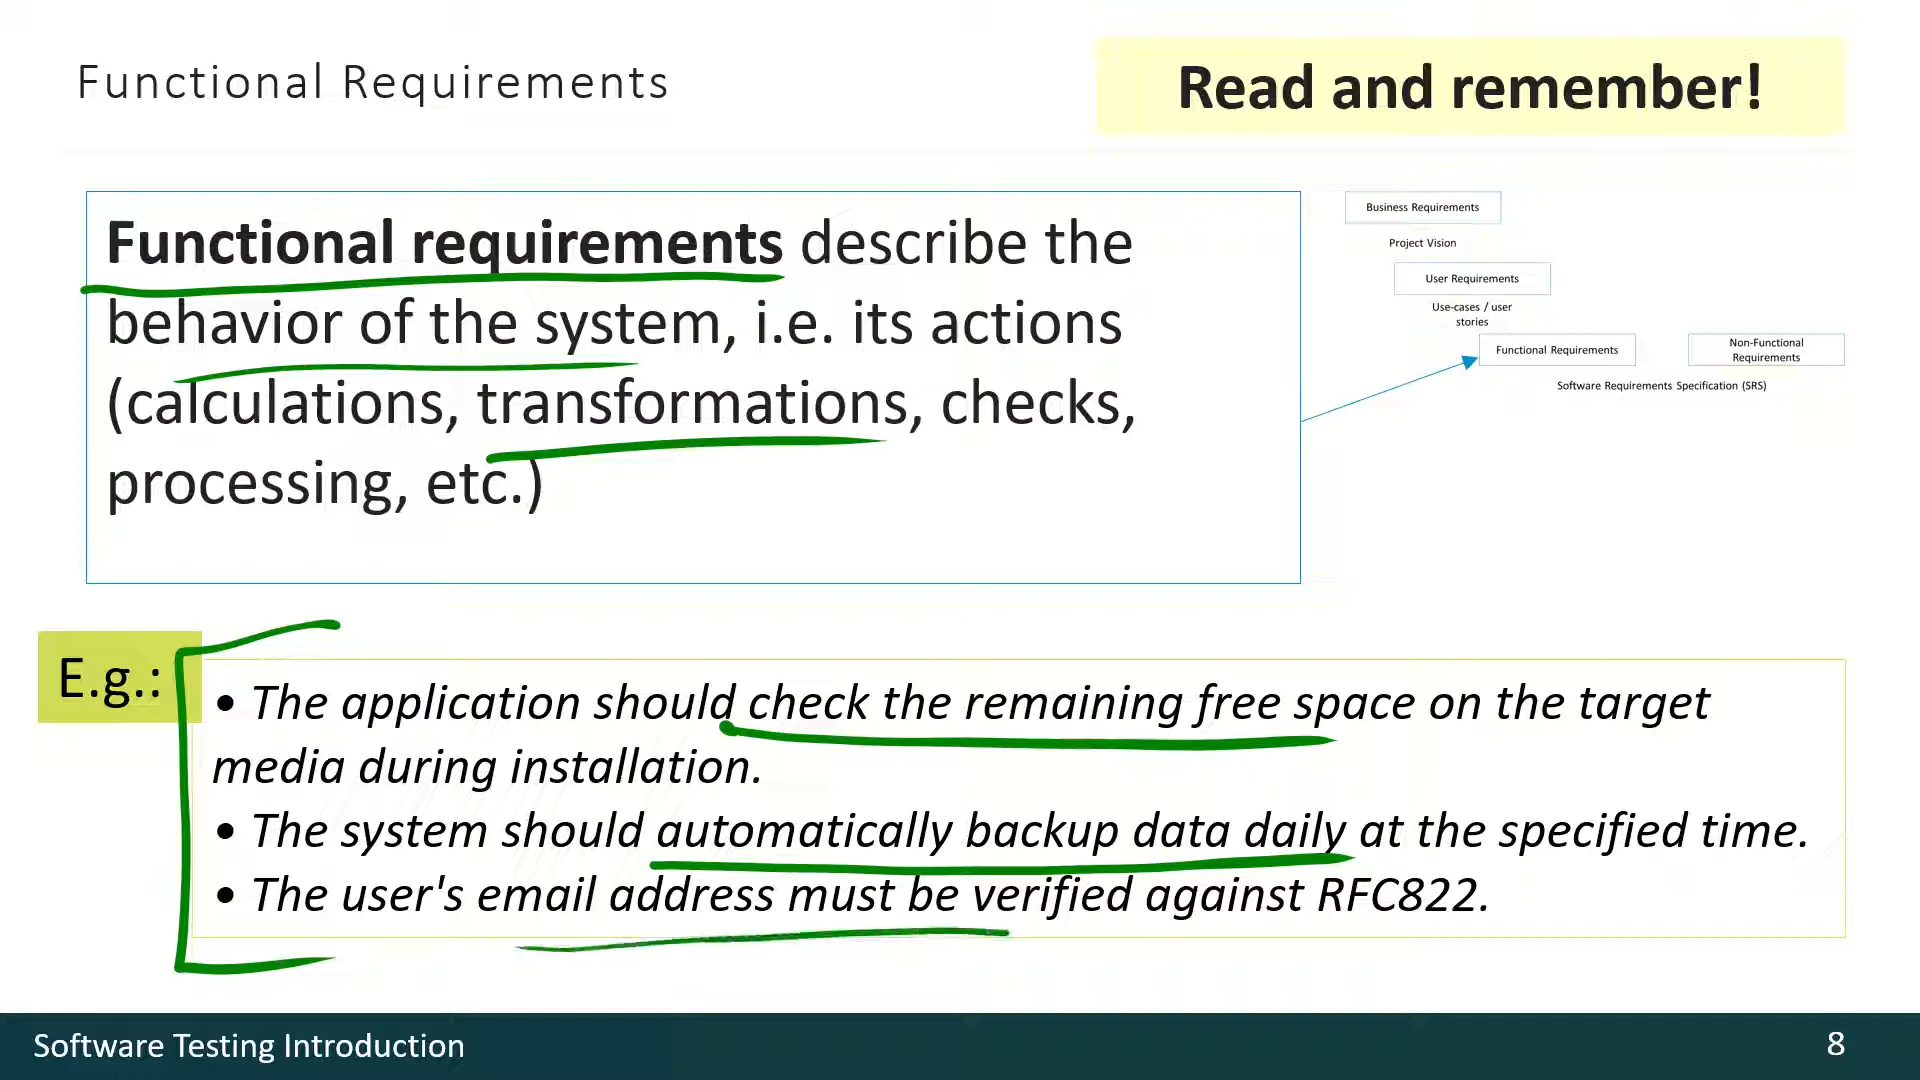 Functional Requirements
Read and remember!
Functional requirements describe the
behavior of the system, i.e. its actions
(calculations, transformations, checks,
processing, etc.)
Business Requirements
Project Vision
User Requirements
Use-cases / user
stories
Functional Requirements
Non-Functional
Requirements
Software Requirements Specification (SRS)
E.g.:
• The application should check the remaining free space on the target
media during installation.
• The system should automatically backup data daily at the specified time.
• The user's email address must be verified against RFC822.
Software Testing Introduction
8